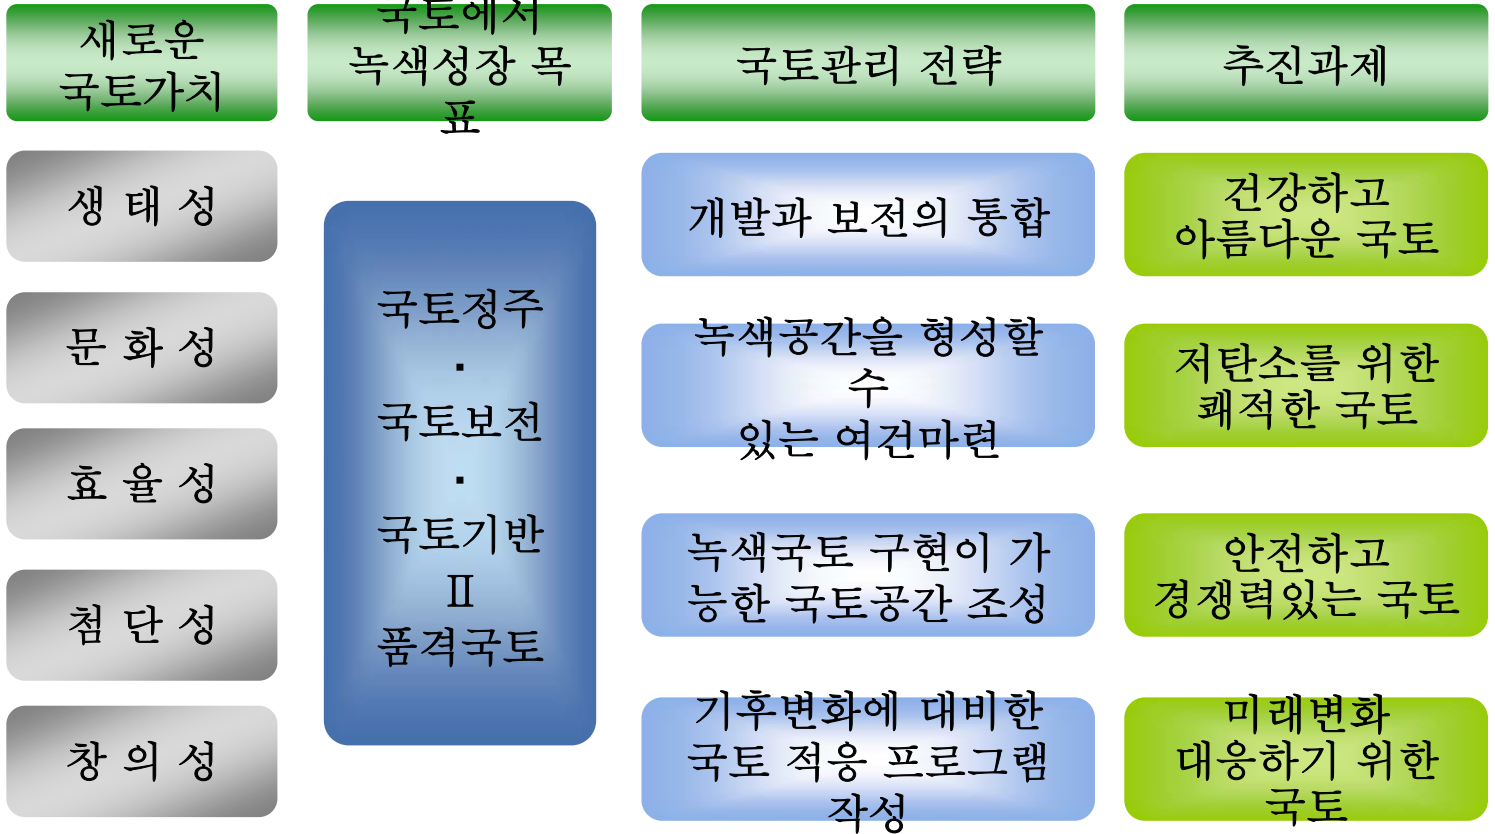 새로운
국토가치
국토에서
녹색성장 목
표
국토관리 전략
추진과제
생 태 성
문 화 성
효 율 성
첨 단 성
창 의 성
국토정주
·
국토보전
·
국토기반
Ⅱ
품격국토
개발과 보전의 통합
녹색공간을 형성할
수
있는 여건마련
녹색국토 구현이 가
능한 국토공간 조성
기후변화에 대비한
국토 적응 프로그램
작성
건강하고
아름다운 국토
저탄소를 위한
쾌적한 국토
안전하고
경쟁력있는 국토
미래변화
대응하기 위한
국토